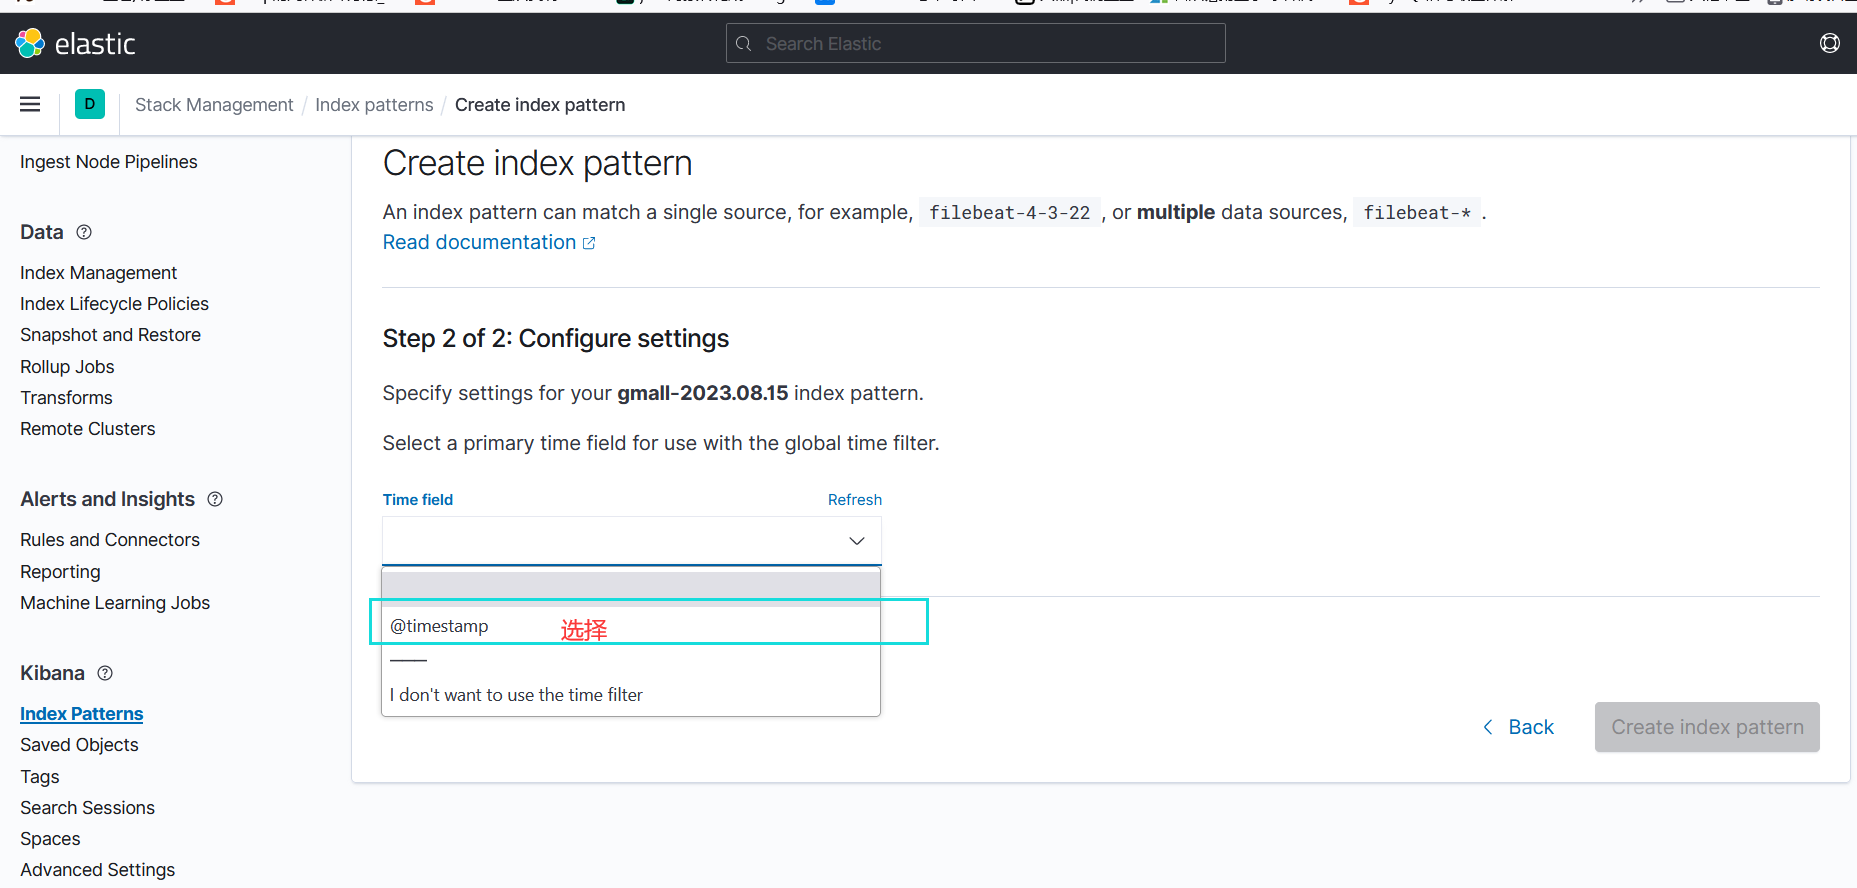 elastic
Search Elastic
D
Stack Management / Index patterns / Create index pattern
Ingest Node Pipelines
Data
Index Management
Index Lifecycle Policies
Snapshot and Restore
Rollup Jobs
Transforms
Remote Clusters
Alerts and Insights
Rules and Connectors
Reporting
Machine Learning Jobs
Kibana
Index Patterns
Saved Objects
Tags
Search Sessions
Spaces
Advanced Settings
Create index pattern
An index pattern can match a single source, for example, filebeat-4-3-22 , or multiple data sources, filebeat-* .
Read documentation
Step 2 of 2: Configure settings
Specify settings for your gmall-2023.08.15 index pattern.
Select a primary time field for use with the global time filter.
Time field Refresh
@timestamp 选择
I don't want to use the time filter
Back Create index pattern